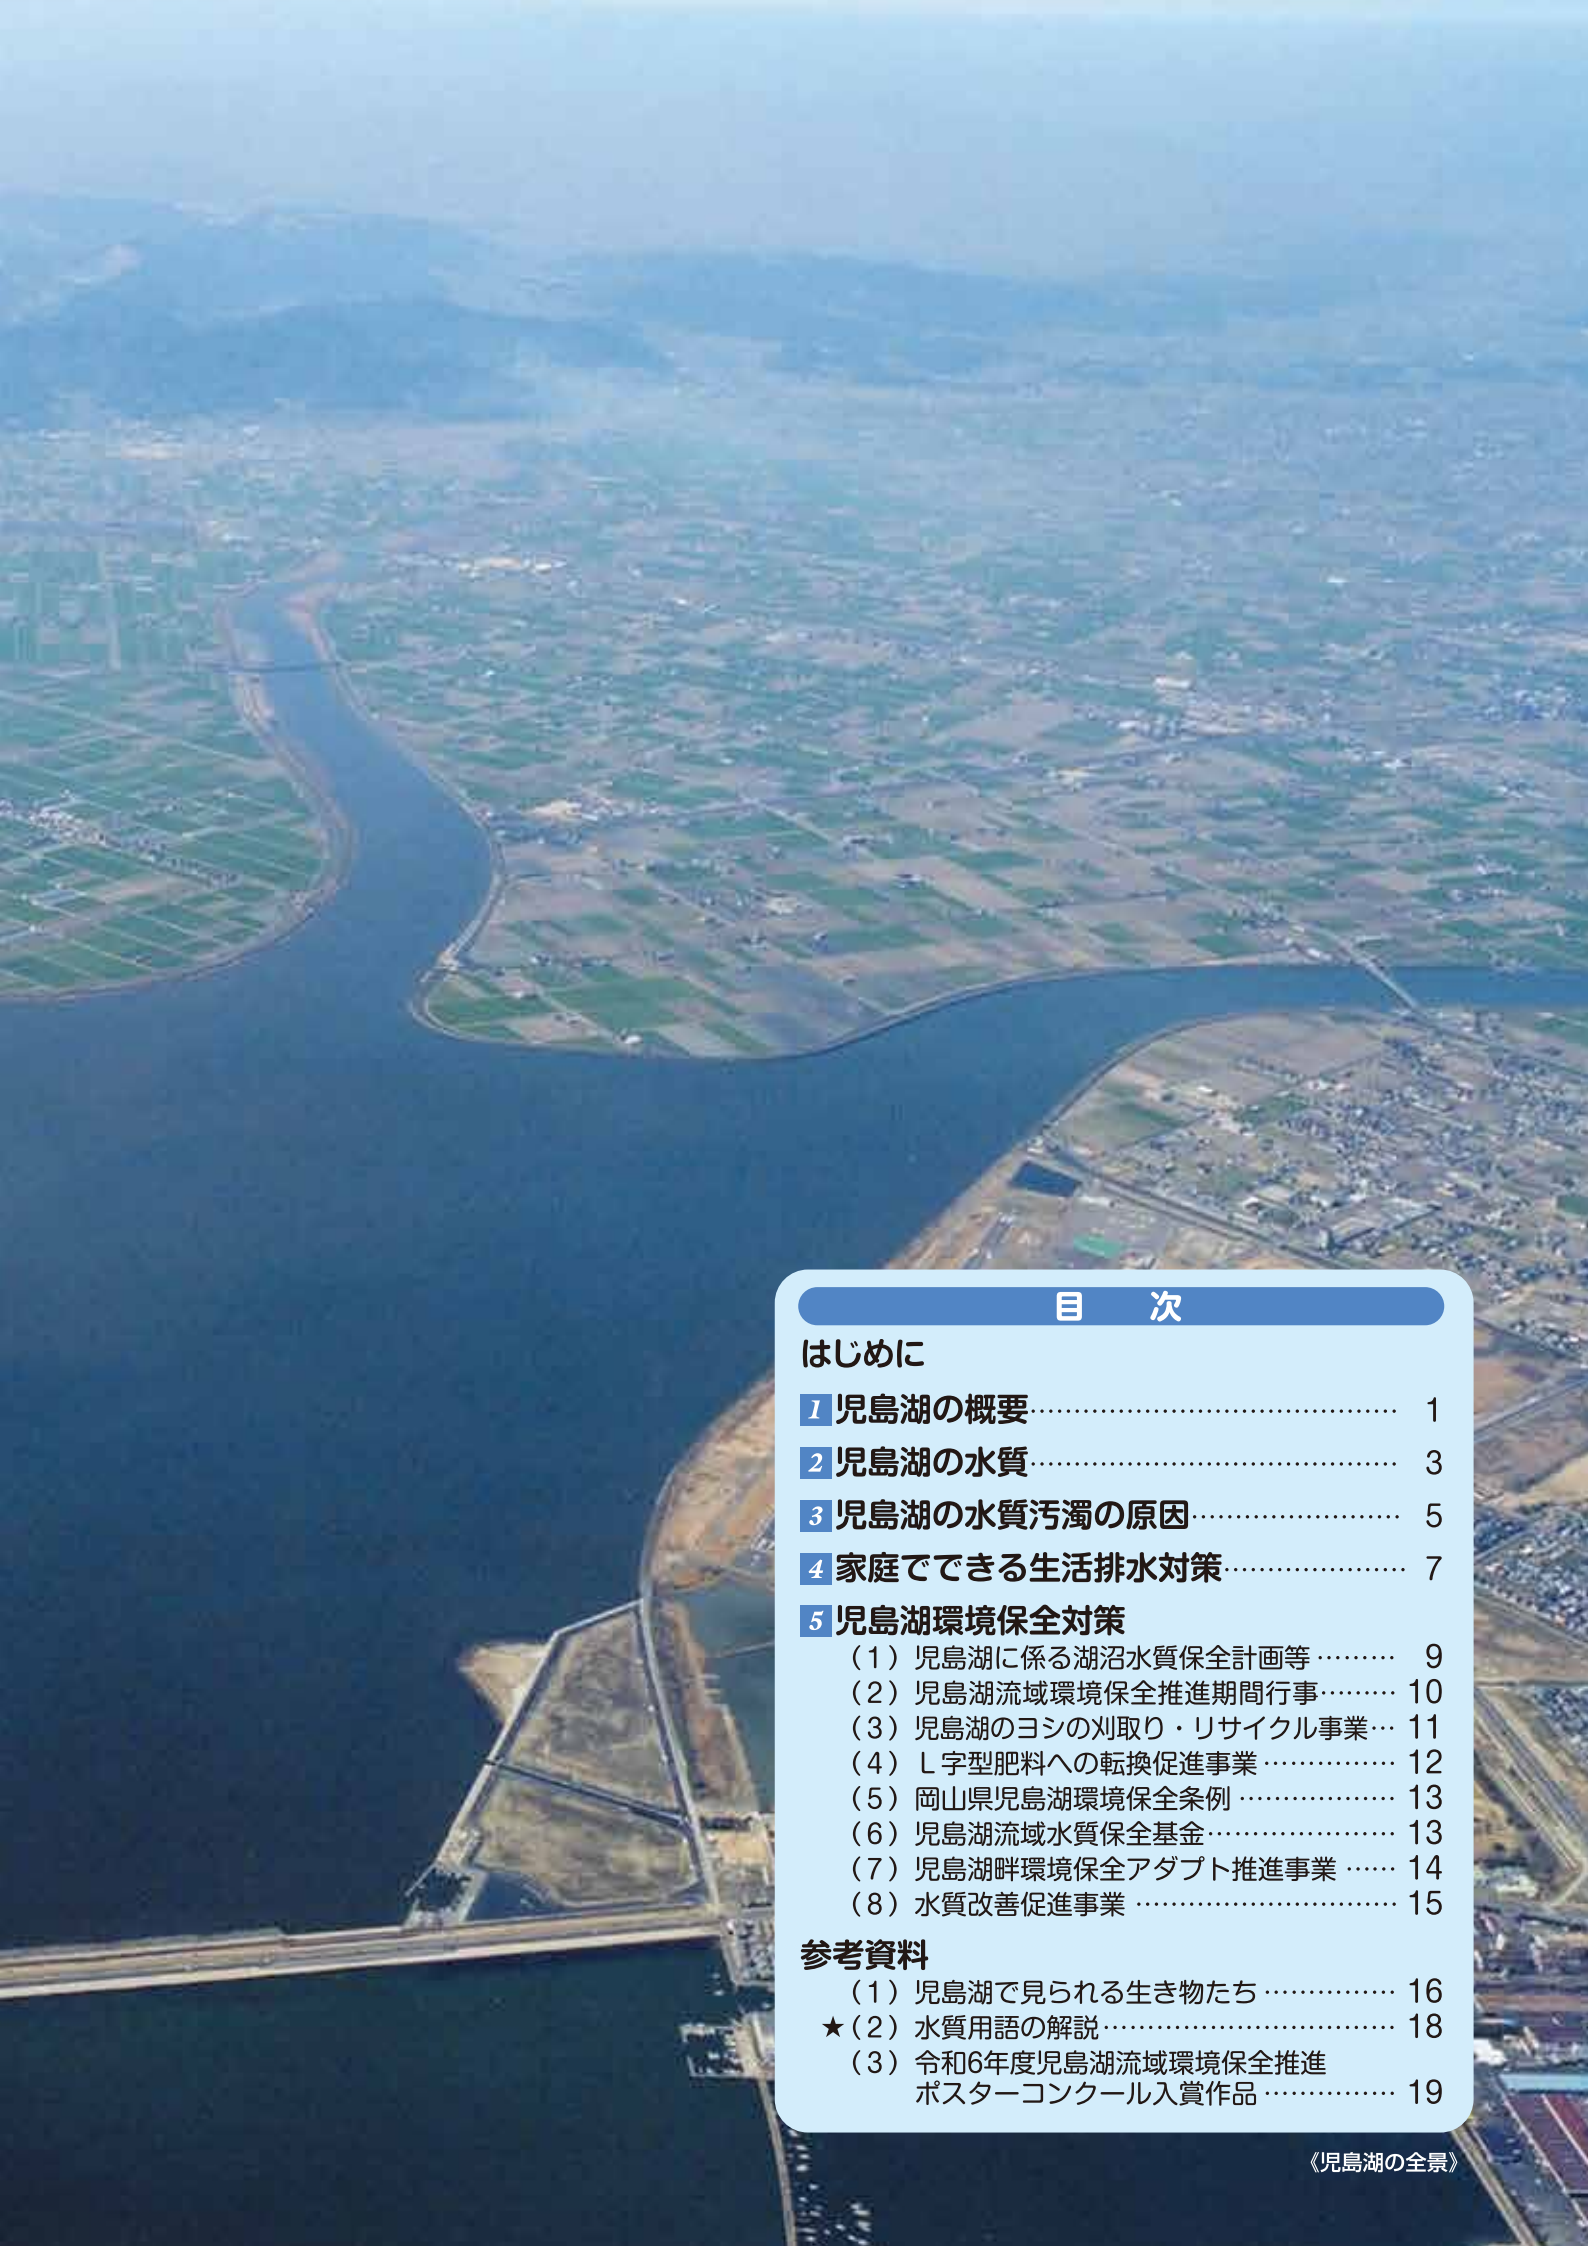 目　次
はじめに
1 児島湖の概要…………………………………… 1
2 児島湖の水質…………………………………… 3
3 児島湖の水質汚濁の原因…………………… 5
4 家庭でできる生活排水対策………………… 7
5 児島湖環境保全対策
（1）児島湖に係る湖沼水質保全計画等……… 9
（2）児島湖流域環境保全推進期間行事……… 10
（3）児島湖のヨシの刈取り・リサイクル事業… 11
（4）L字型肥料への転換促進事業…………… 12
（5）岡山県児島湖環境保全条例……………… 13
（6）児島湖流域水質保全基金………………… 13
（7）児島湖畔環境保全アダプト推進事業…… 14
（8）水質改善促進事業………………………… 15
参考資料
（1）児島湖で見られる生き物たち…………… 16
★（2）水質用語の解説…………………………… 18
（3）令和6年度児島湖流域環境保全推進
ポスターコンクール入賞作品…………… 19
《児島湖の全景》